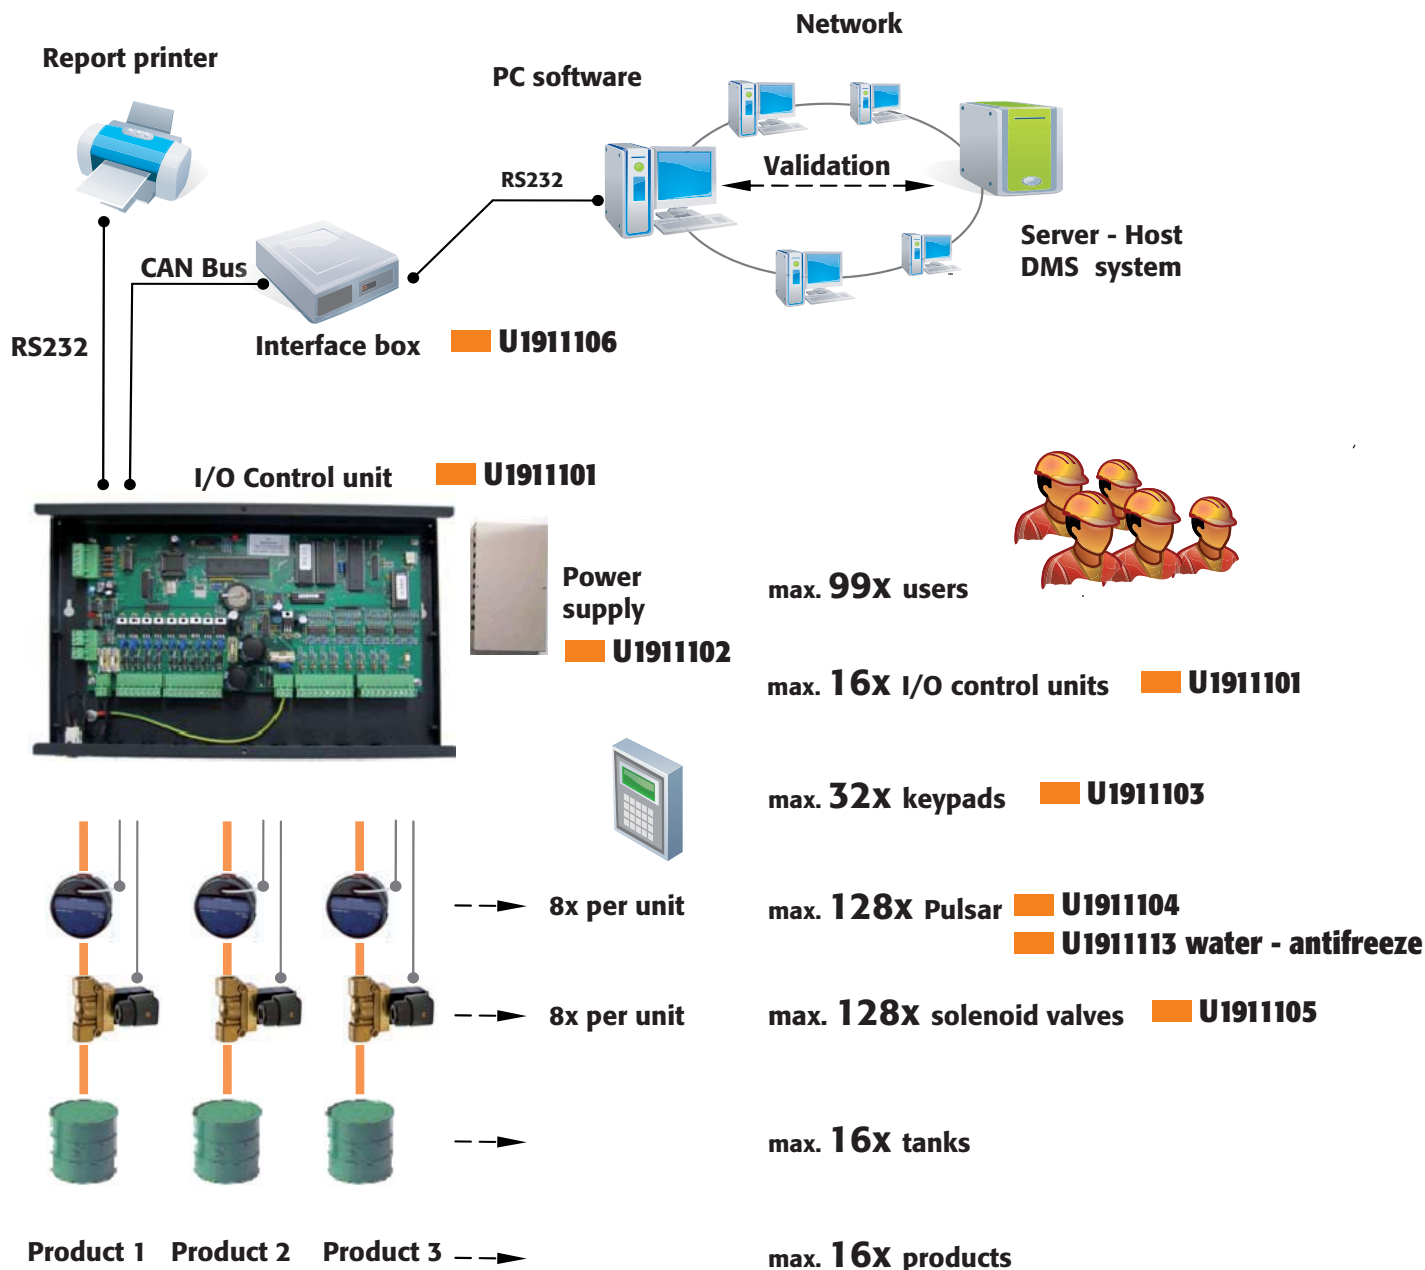 Network
Report printer
PC software
RS232
Validation
Server - Host
DMS system
CAN Bus
RS232
Interface box U1911106
I/O Control unit U1911101
Power
supply
U1911102
max. 99x users
max. 16x I/O control units U1911101
max. 32x keypads U1911103
8x per unit max. 128x Pulsar U1911104
U1911113 water - antifreeze
8x per unit max. 128x solenoid valves U1911105
max. 16x tanks
Product 1 Product 2 Product 3 max. 16x products